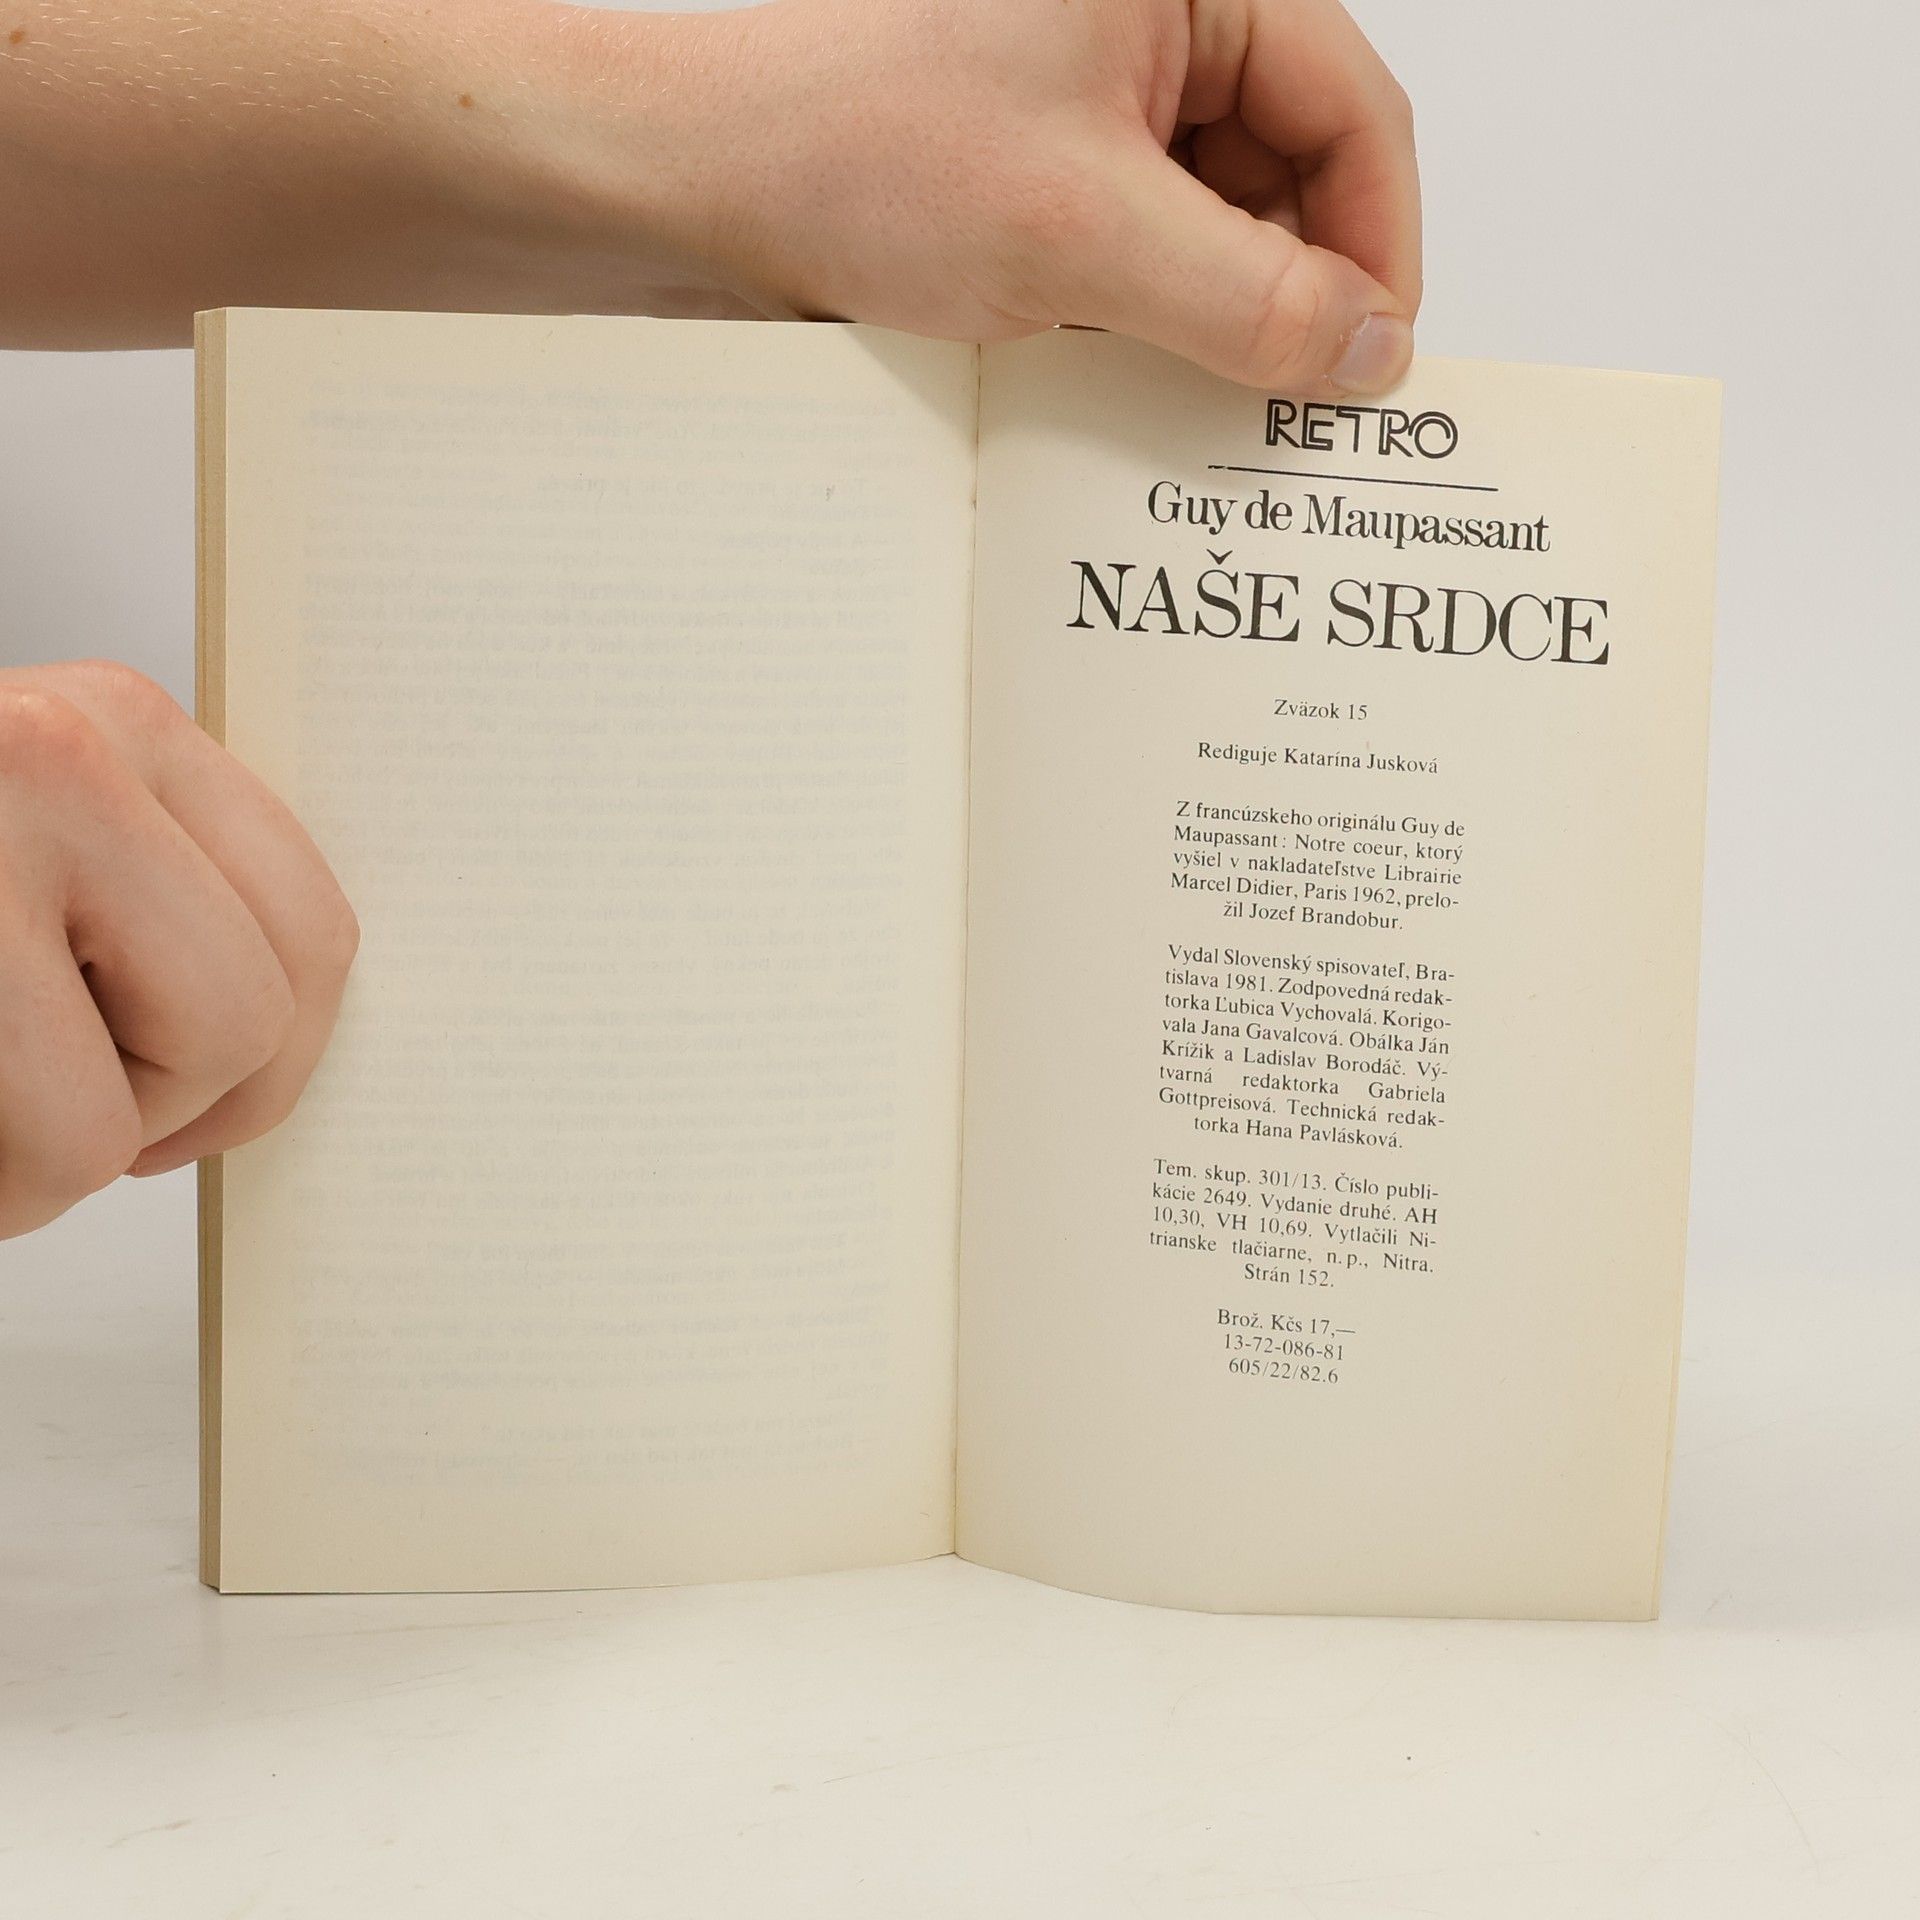 RETRO
Guy de Maupassant
NAŠE SRDCE
Zväzok 15
Rediguje Katarína Jusková
Z francúzskeho originálu Guy de
Maupassant: Notre coeur, ktorý
vyšiel v nakladateľstve Librairie
Marcel Didier, Paris 1962, prelo-
žil Jozef Brandobur.
Vydal Slovenský spisovateľ, Bra-
tislava 1981. Zodpovedná redak-
torka Ľubica Vychovalá. Korigo-
vala Jana Gavalcová. Obálka Ján
Krížik a Ladislav Borodáč. Vý-
tvarná redaktorka Gabriela
Gottpreisová. Technická redak-
torka Hana Pavlásková.
Tem. skup. 301/13. Číslo publi-
kácie 2649. Vydanie druhé. AH
10,30, VH 10,69. Vytlačili Ni-
trianske tlačiarne, n.p., Nitra.
Strán 152.
Brož. Kčs 17,—
13-72-086-81
605/22/82.6